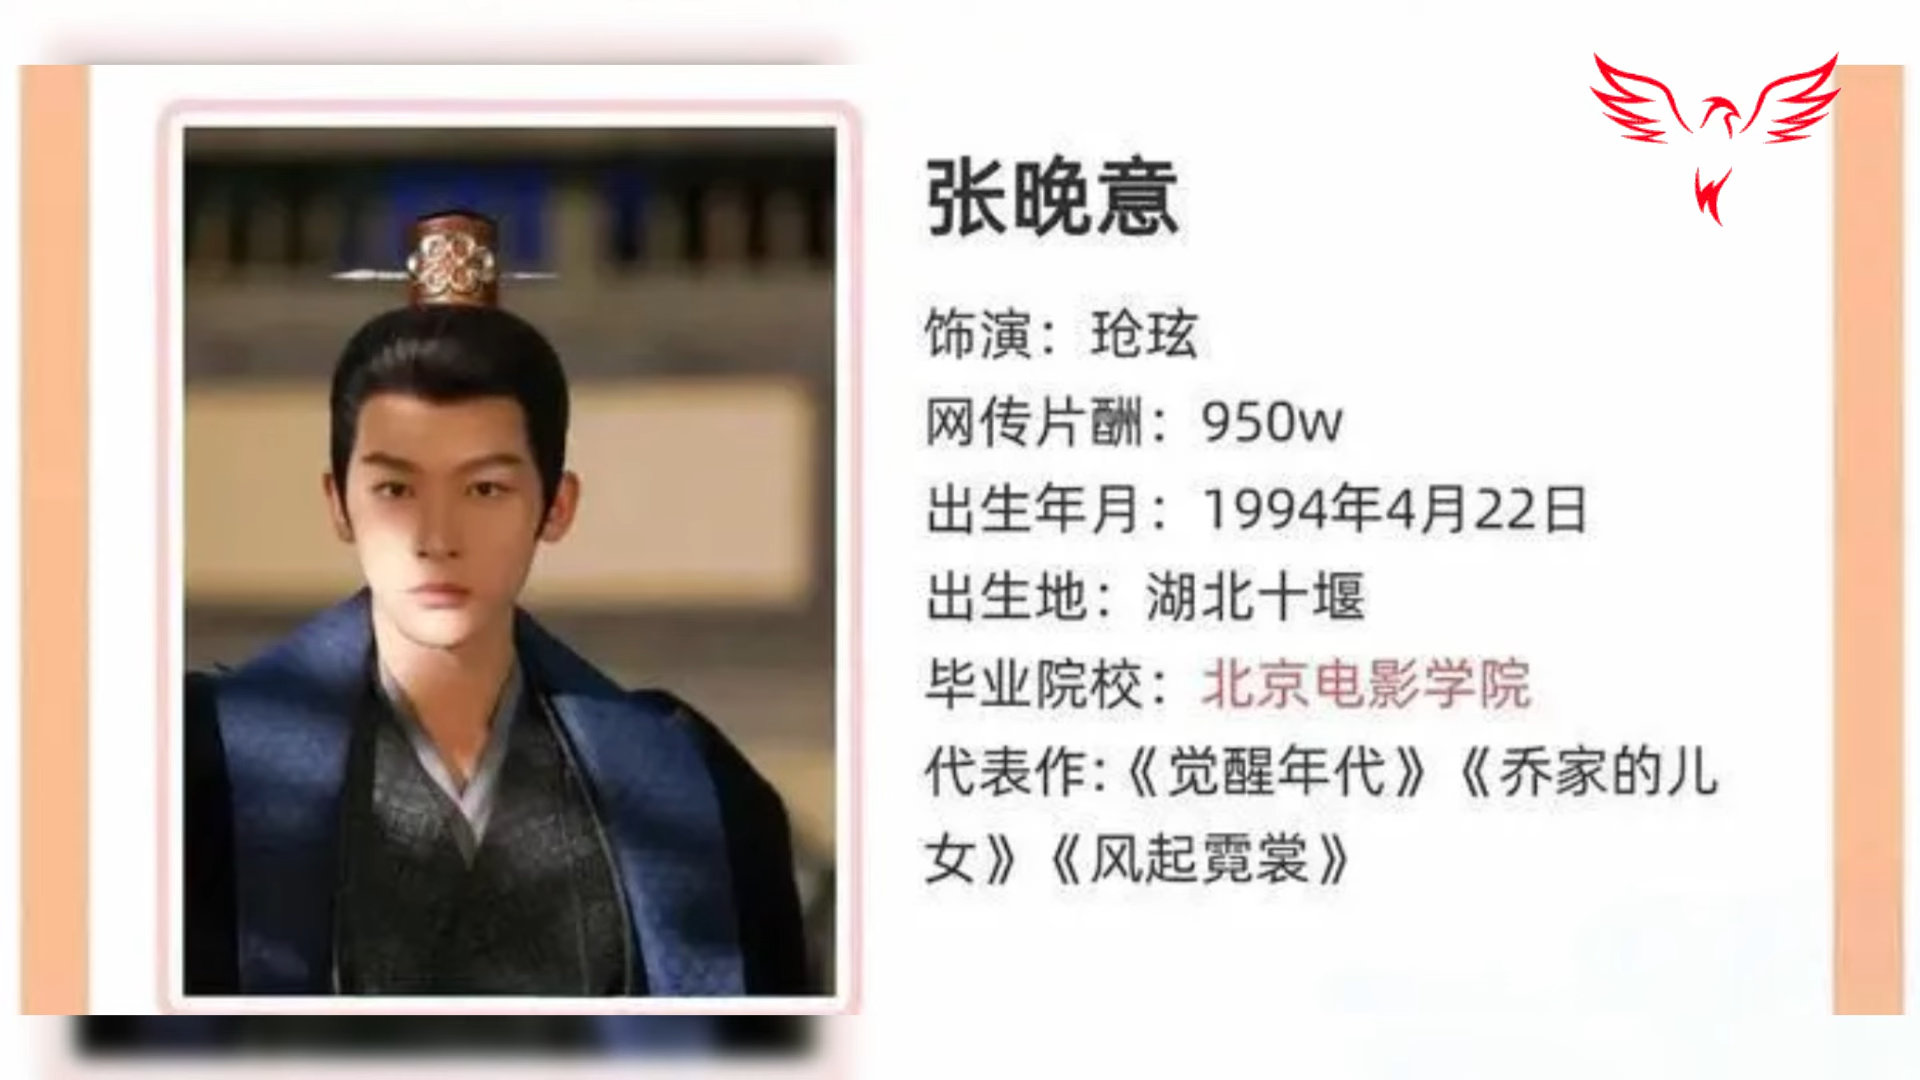 张晚意
饰演：玱玹
网传片酬：950w
出生年月：1994年4月22日
出生地：湖北十堰
毕业院校：北京电影学院
代表作:《觉醒年代》《乔家的儿
女》《风起霓裳》